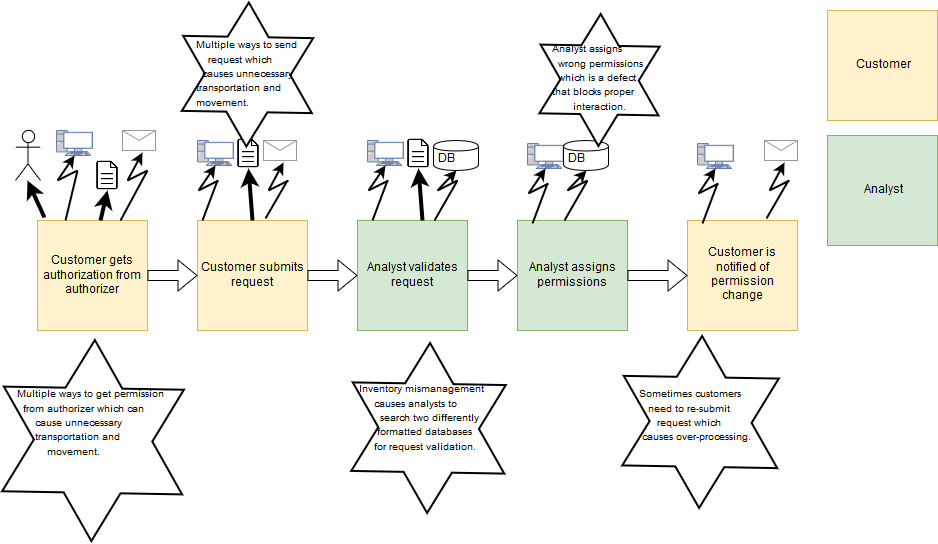 Multiple ways to send
request which
causes unnecessary
transportation and
movement.
Analyst assigns
wrong permissions
which is a defect
that blocks proper
interaction.
Customer
Analyst
DB
DB
Customer gets
authorization from
authorizer
Customer submits
request
Analyst validates
request
Analyst assigns
permissions
Customer is
notified of
permission
change
Multiple ways to get permission
from authorizer which can
cause unnecessary
transportation and
movement.
Inventory mismanagement
causes analysts to
search two differently
formatted databases
for request validation.
Sometimes customers
need to re-submit
request which
causes over-processing.